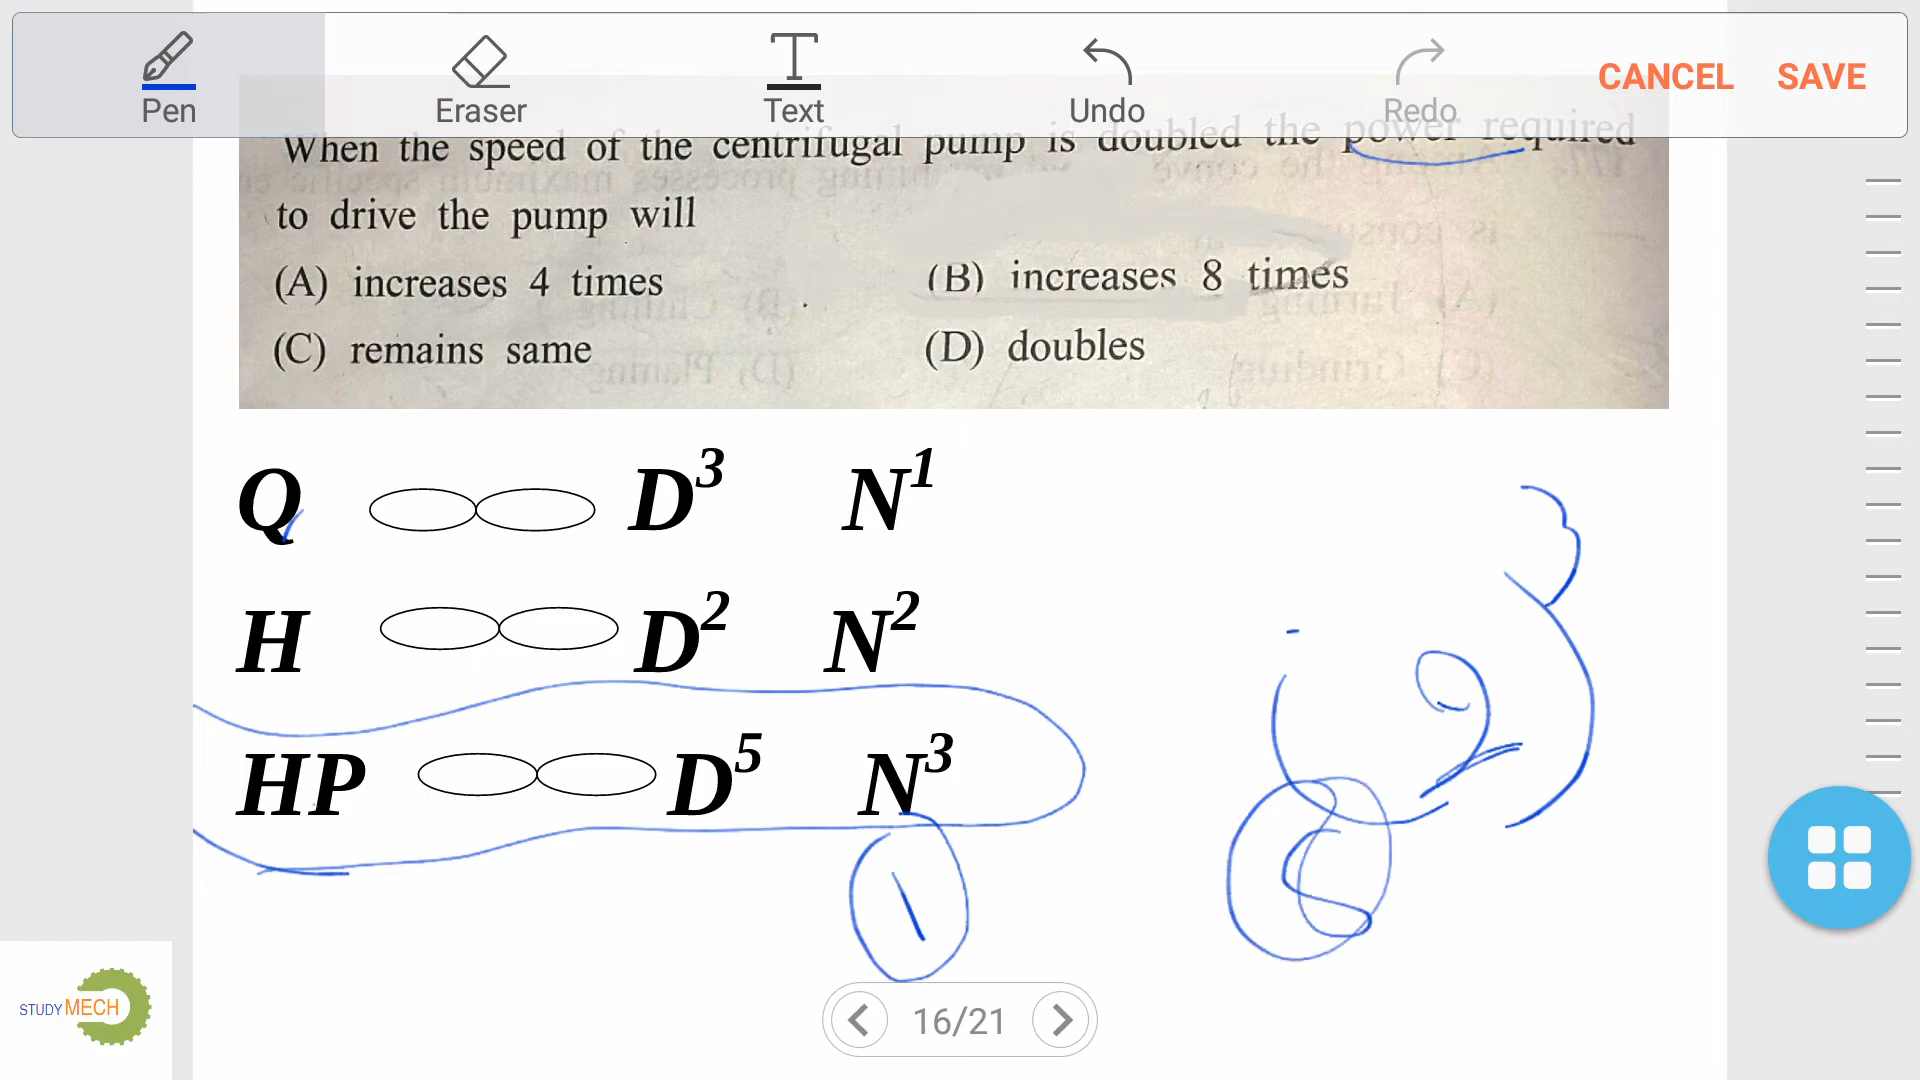 Pen Eraser Text Undo Redo CANCEL SAVE
When the speed of the centrifugal pump is doubled the power required
to drive the pump will
(A) increases 4 times (B) increases 8 times
(C) remains same (D) doubles
Q D³ N¹
H D² N²
HP D⁵ N³
1
STUDY MECH
16/21